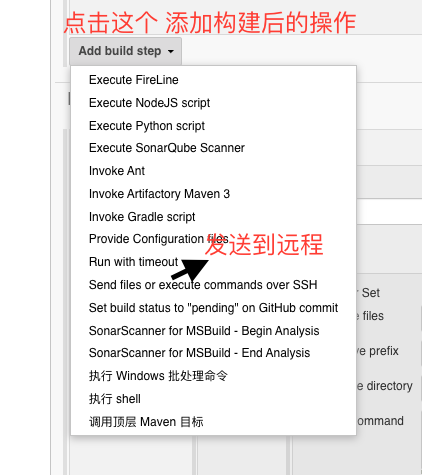 点击这个 添加构建后的操作
Add build step
Execute FireLine
Execute NodeJS script
Execute Python script
Execute SonarQube Scanner
Invoke Ant
Invoke Artifactory Maven 3
Invoke Gradle script
Provide Configuration files
发送到远程
Run with timeout
Send files or execute commands over SSH
r Set
Set build status to "pending" on GitHub commit
e files
SonarScanner for MSBuild - Begin Analysis
SonarScanner for MSBuild - End Analysis
ve prefix
执行 Windows 批处理命令
e directory
执行 shell
调用顶层 Maven 目标
ommand